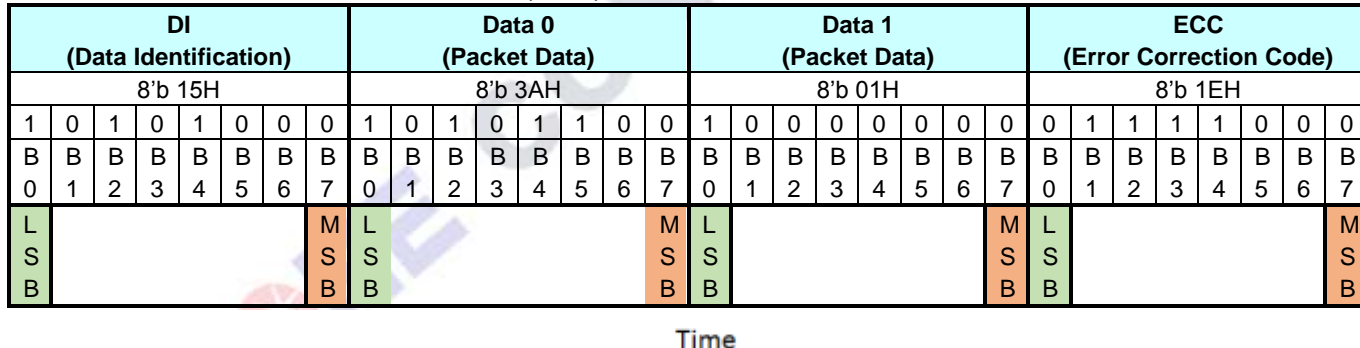 DI Data 0 Data 1 ECC
(Data Identification) (Packet Data) (Packet Data) (Error Correction Code)
8'b 15H 8'b 3AH 8'b 01H 8'b 1EH
1 0 1 0 1 0 0 0 1 0 1 0 1 1 0 0 1 0 0 0 0 0 0 0 0 1 1 1 1 0 0 0
B B B B B B B B B B B B B B B B B B B B B B B B B B B B B B B B
0 1 2 3 4 5 6 7 0 1 2 3 4 5 6 7 0 1 2 3 4 5 6 7 0 1 2 3 4 5 6 7
L M L M L M L M
S S S S S S S S
B B B B B B B B
Time